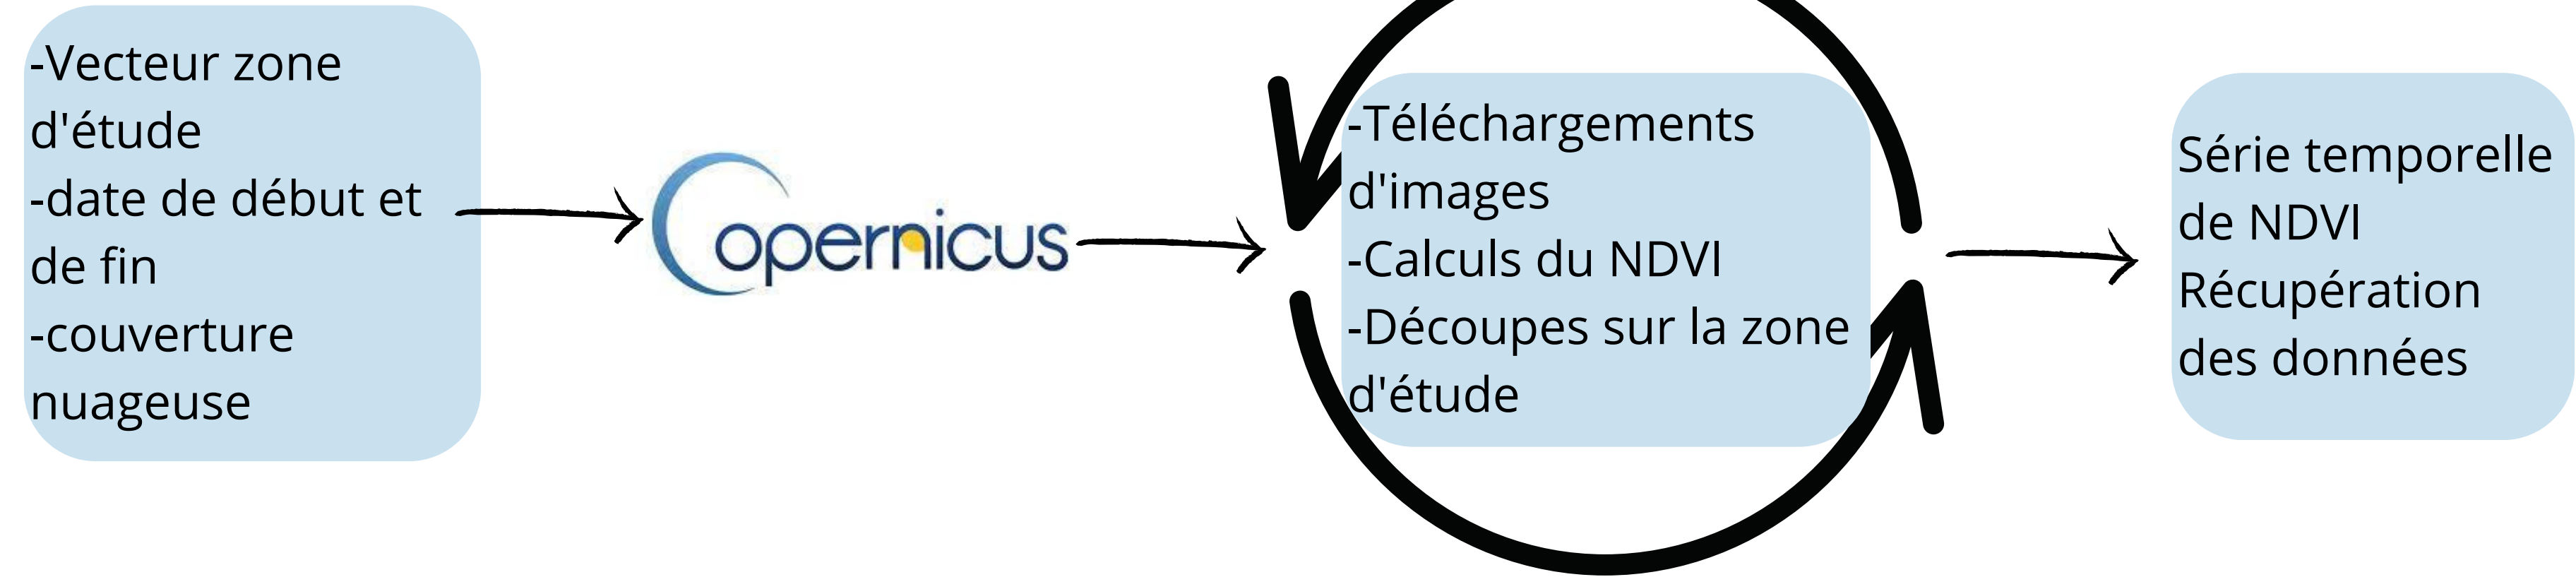 -Vecteur zone
d'étude
-date de début et
de fin
-couverture
nuageuse
Copernicus
-Téléchargements
d'images
-Calculs du NDVI
-Découpes sur la zone
d'étude
Série temporelle
de NDVI
Récupération
des données